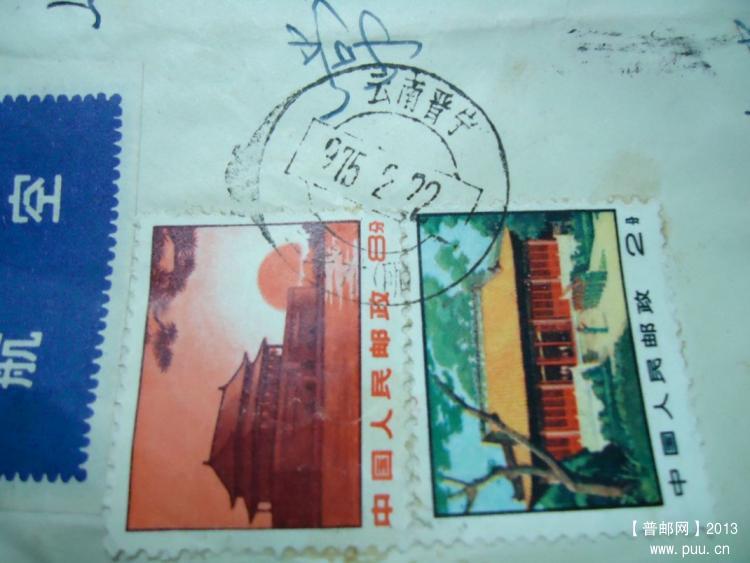 云南晋宁
1975.2.22
航空
8分
中国人民邮政
2分
中国人民邮政
【普邮网】2013
www.puu.cn